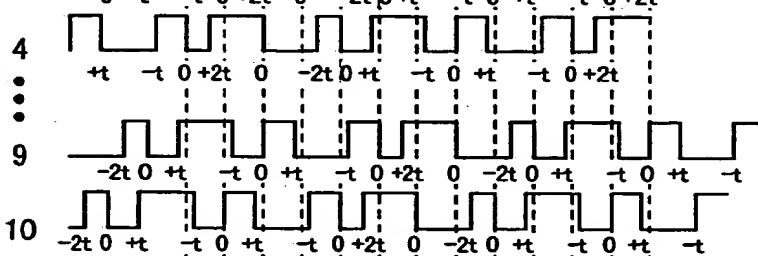 4
+t −t 0 +2t 0 −2t 0 +t −t 0 +t −t 0 +2t
9
−2t 0 +t −t 0 +t −t 0 +2t 0 −2t 0 +t −t 0 +t −t
10
−2t 0 +t −t 0 +t −t 0 +2t 0 −2t 0 +t −t 0 +t −t